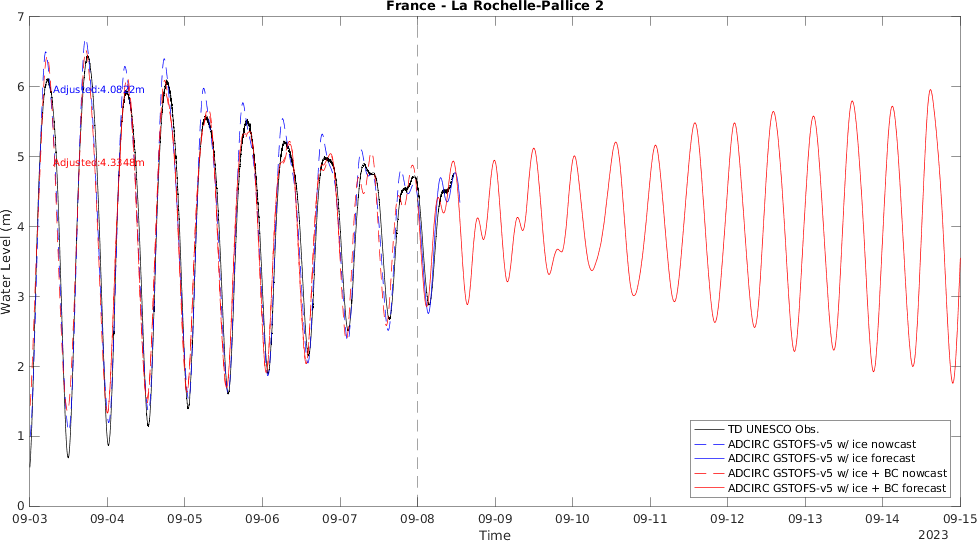 France - La Rochelle-Pallice 2
7
6
5
4
3
2
1
0
Water Level (m)
Adjusted:4.0822m
Adjusted:4.3348m
TD UNESCO Obs.
ADCIRC GSTOFS-v5 w/ ice nowcast
ADCIRC GSTOFS-v5 w/ ice forecast
ADCIRC GSTOFS-v5 w/ ice + BC nowcast
ADCIRC GSTOFS-v5 w/ ice + BC forecast
09-03 09-04 09-05 09-06 09-07 09-08 09-09 09-10 09-11 09-12 09-13 09-14 09-15
Time
2023